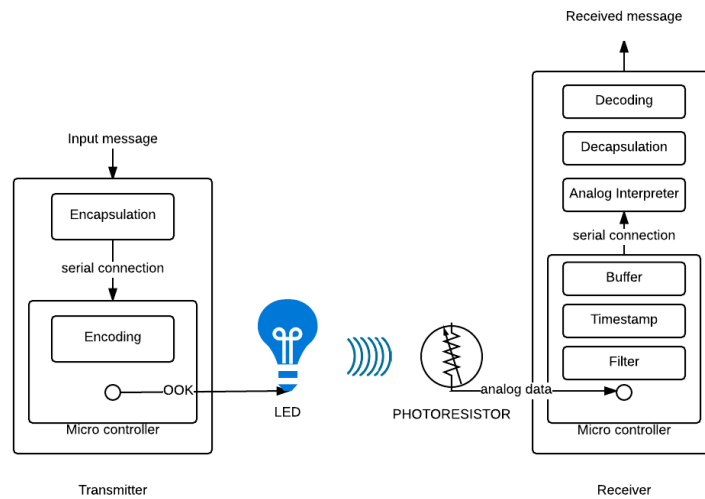 Received message
Decoding
Decapsulation
Analog Interpreter
serial connection
Buffer
Timestamp
Filter
Micro controller
Receiver
Input message
Encapsulation
serial connection
Encoding
OOK
Micro controller
Transmitter
LED
PHOTORESISTOR
analog data